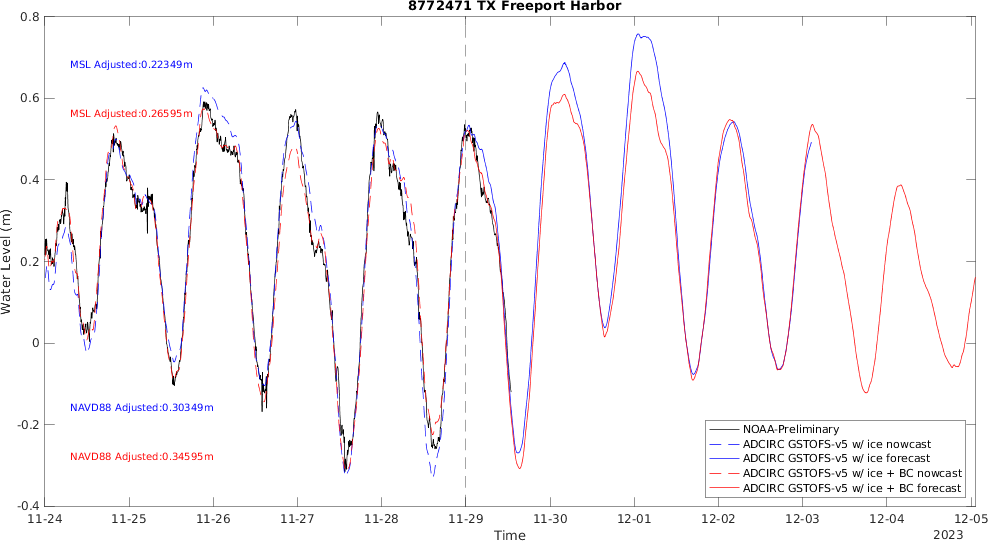 8772471 TX Freeport Harbor
0.8
0.6
0.4
0.2
0
-0.2
-0.4
Water Level (m)
MSL Adjusted:0.22349m
MSL Adjusted:0.26595m
NAVD88 Adjusted:0.30349m
NAVD88 Adjusted:0.34595m
NOAA-Preliminary
ADCIRC GSTOFS-v5 w/ ice nowcast
ADCIRC GSTOFS-v5 w/ ice forecast
ADCIRC GSTOFS-v5 w/ ice + BC nowcast
ADCIRC GSTOFS-v5 w/ ice + BC forecast
11-24 11-25 11-26 11-27 11-28 11-29 11-30 12-01 12-02 12-03 12-04 12-05
Time
2023